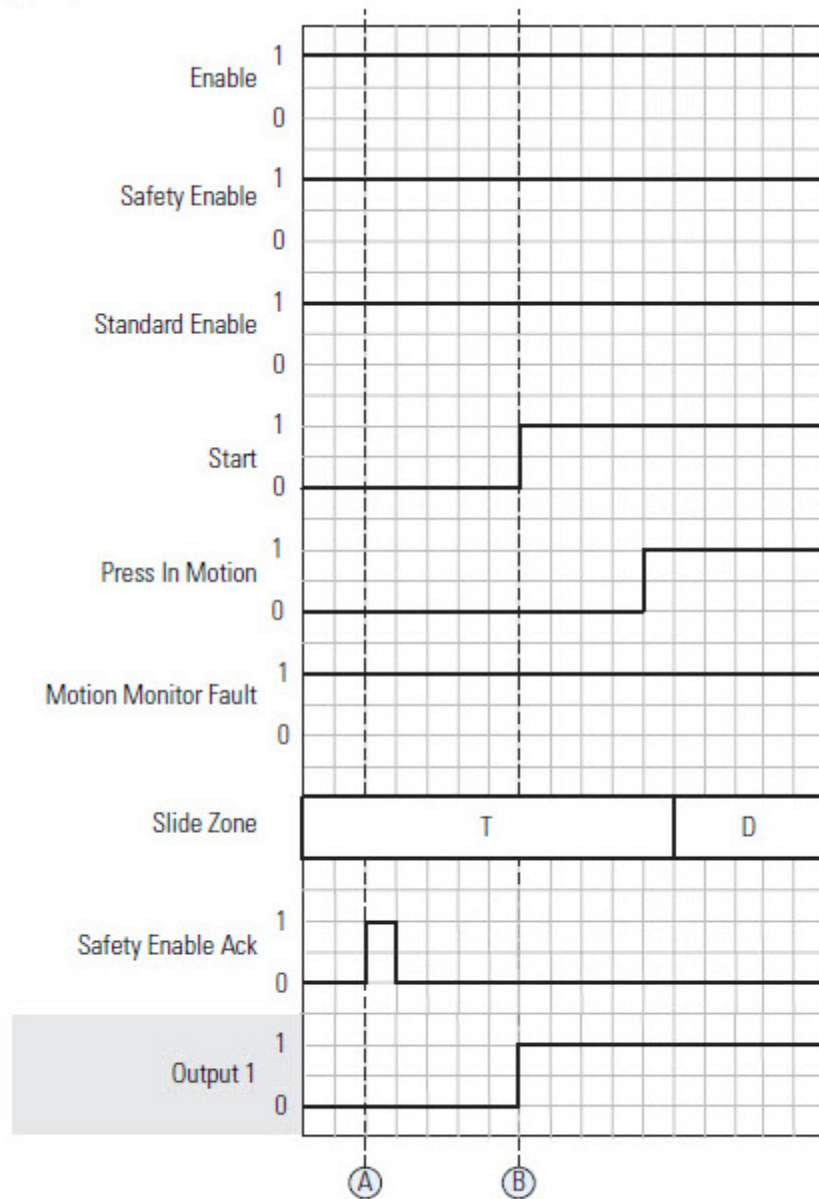 1
Enable
0
1
Safety Enable
0
1
Standard Enable
0
1
Start
0
1
Press In Motion
0
1
Motion Monitor Fault
0
Slide Zone T D
1
Safety Enable Ack
0
1
Output 1
0
A B